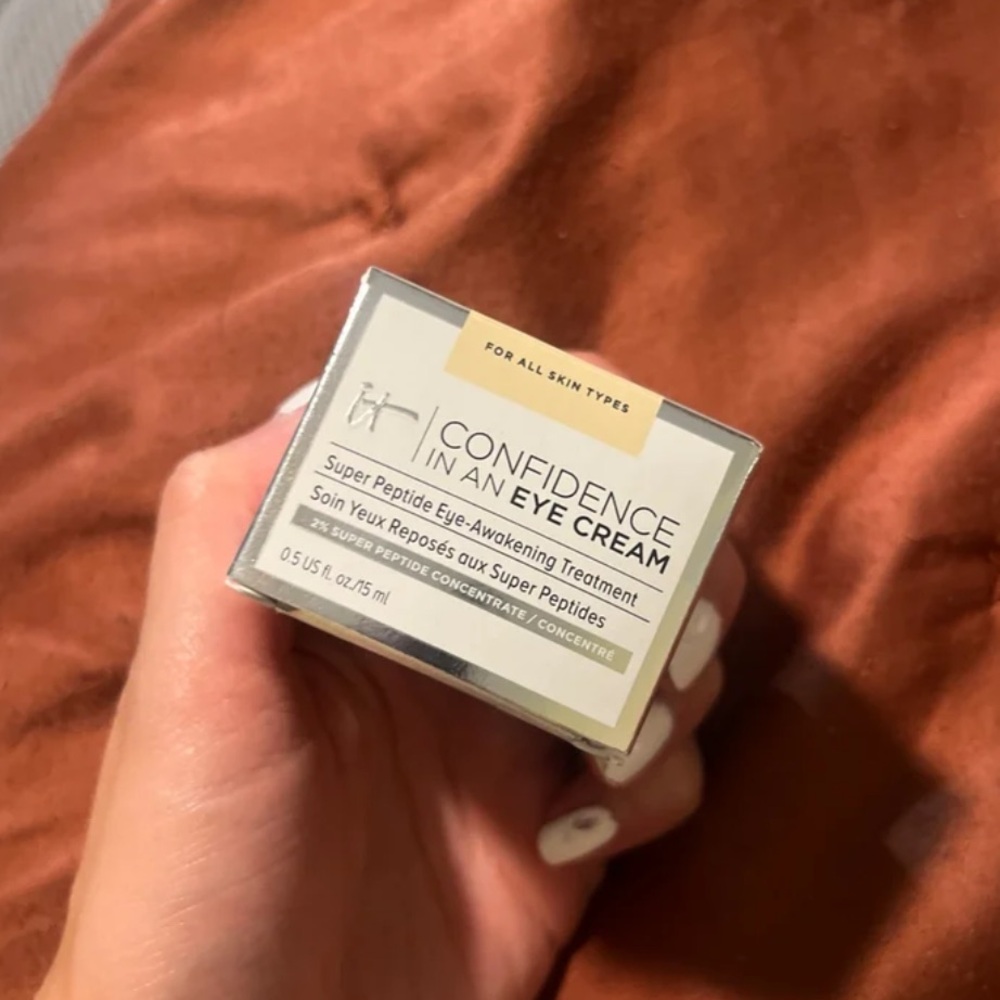 FOR ALL SKIN TYPES
it
CONFIDENCE
IN AN EYE CREAM
Super Peptide Eye-Awakening Treatment
Soin Yeux Reposés aux Super Peptides
2% SUPER PEPTIDE CONCENTRATE / CONCENTRÉ
0.5 US fl. oz./15 ml